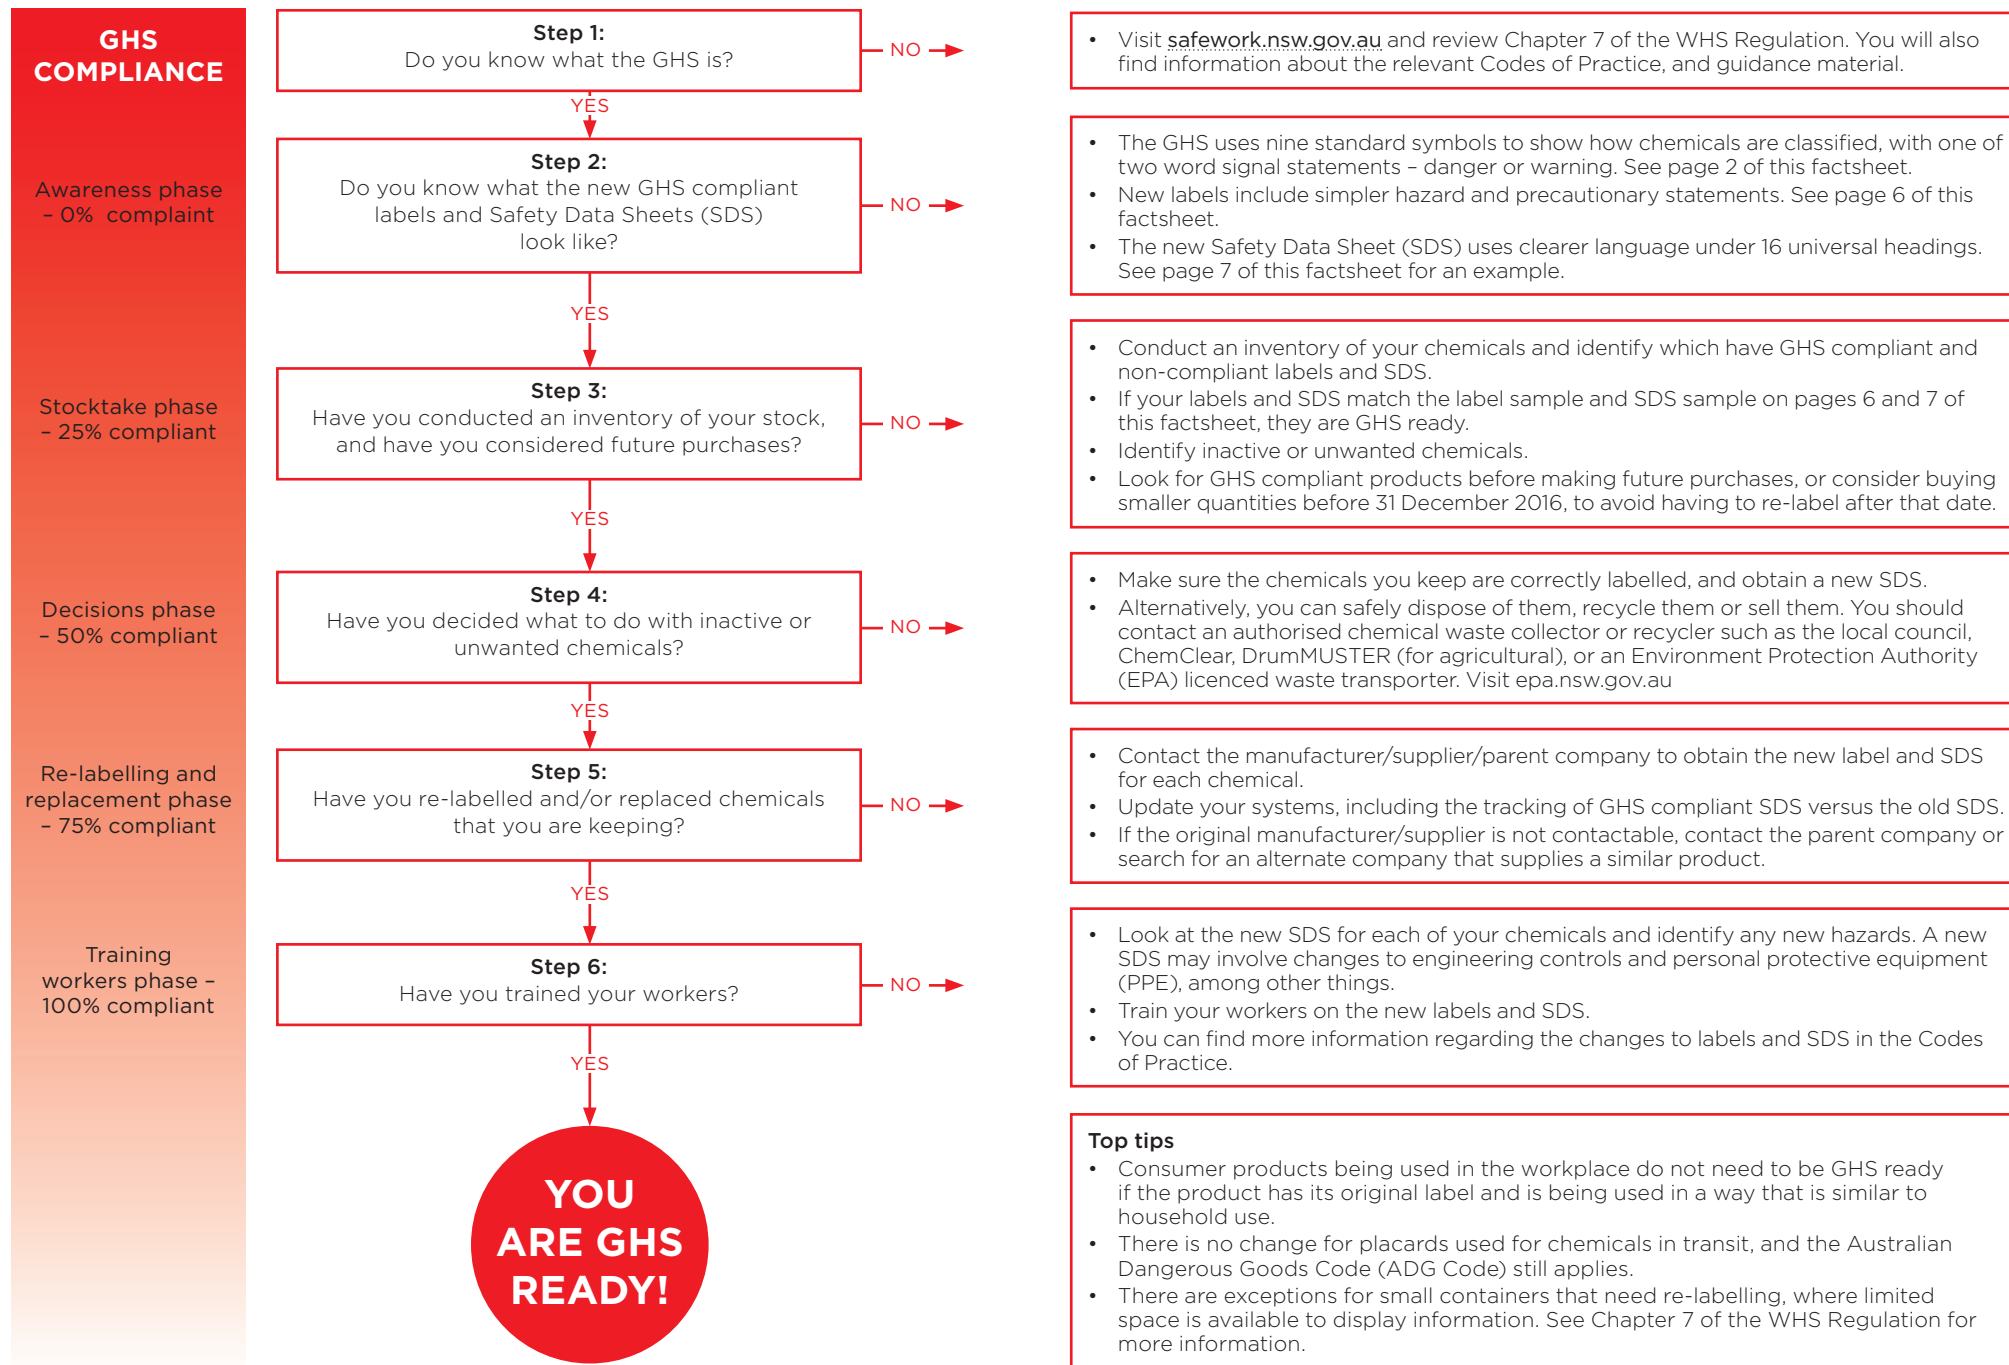 GHS
COMPLIANCE
Awareness phase
– 0%  complaint
Stocktake phase
– 25% compliant
Decisions phase
– 50% compliant
Re-labelling and
replacement phase
– 75% compliant
Training
workers phase –
100% compliant
Step 1:
Do you know what the GHS is?
NO
• Visit safework.nsw.gov.au and review Chapter 7 of the WHS Regulation. You will also
find information about the relevant Codes of Practice, and guidance material.
YES
Step 2:
Do you know what the new GHS compliant
labels and Safety Data Sheets (SDS)
look like?
NO
• The GHS uses nine standard symbols to show how chemicals are classified, with one of
two word signal statements – danger or warning. See page 2 of this factsheet.
• New labels include simpler hazard and precautionary statements. See page 6 of this
factsheet.
• The new Safety Data Sheet (SDS) uses clearer language under 16 universal headings.
See page 7 of this factsheet for an example.
YES
Step 3:
Have you conducted an inventory of your stock,
and have you considered future purchases?
NO
• Conduct an inventory of your chemicals and identify which have GHS compliant and
non-compliant labels and SDS.
• If your labels and SDS match the label sample and SDS sample on pages 6 and 7 of
this factsheet, they are GHS ready.
• Identify inactive or unwanted chemicals.
• Look for GHS compliant products before making future purchases, or consider buying
smaller quantities before 31 December 2016, to avoid having to re-label after that date.
YES
Step 4:
Have you decided what to do with inactive or
unwanted chemicals?
NO
• Make sure the chemicals you keep are correctly labelled, and obtain a new SDS.
• Alternatively, you can safely dispose of them, recycle them or sell them. You should
contact an authorised chemical waste collector or recycler such as the local council,
ChemClear, DrumMUSTER (for agricultural), or an Environment Protection Authority
(EPA) licenced waste transporter. Visit epa.nsw.gov.au
YES
Step 5:
Have you re-labelled and/or replaced chemicals
that you are keeping?
NO
• Contact the manufacturer/supplier/parent company to obtain the new label and SDS
for each chemical.
• Update your systems, including the tracking of GHS compliant SDS versus the old SDS.
• If the original manufacturer/supplier is not contactable, contact the parent company or
search for an alternate company that supplies a similar product.
YES
Step 6:
Have you trained your workers?
NO
• Look at the new SDS for each of your chemicals and identify any new hazards. A new
SDS may involve changes to engineering controls and personal protective equipment
(PPE), among other things.
• Train your workers on the new labels and SDS.
• You can find more information regarding the changes to labels and SDS in the Codes
of Practice.
YES
YOU
ARE GHS
READY!
Top tips
• Consumer products being used in the workplace do not need to be GHS ready
if the product has its original label and is being used in a way that is similar to
household use.
• There is no change for placards used for chemicals in transit, and the Australian
Dangerous Goods Code (ADG Code) still applies.
• There are exceptions for small containers that need re-labelling, where limited
space is available to display information. See Chapter 7 of the WHS Regulation for
more information.